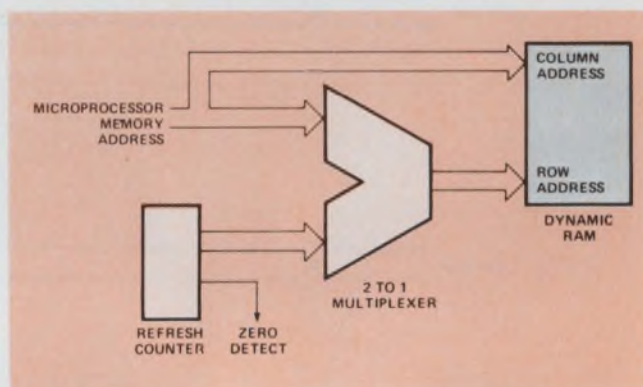 COLUMN
ADDRESS
MICROPROCESSOR
MEMORY
ADDRESS
ROW
ADDRESS
DYNAMIC
RAM
2 TO 1
MULTIPLEXER
REFRESH
COUNTER
ZERO
DETECT